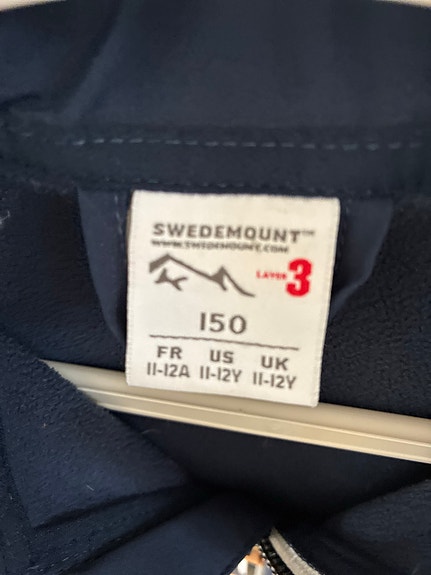 SWEDEMOUNT™
WWW.SWEDEMOUNT.COM
LAYER 3
150
FR US UK
11-12A 11-12Y 11-12Y